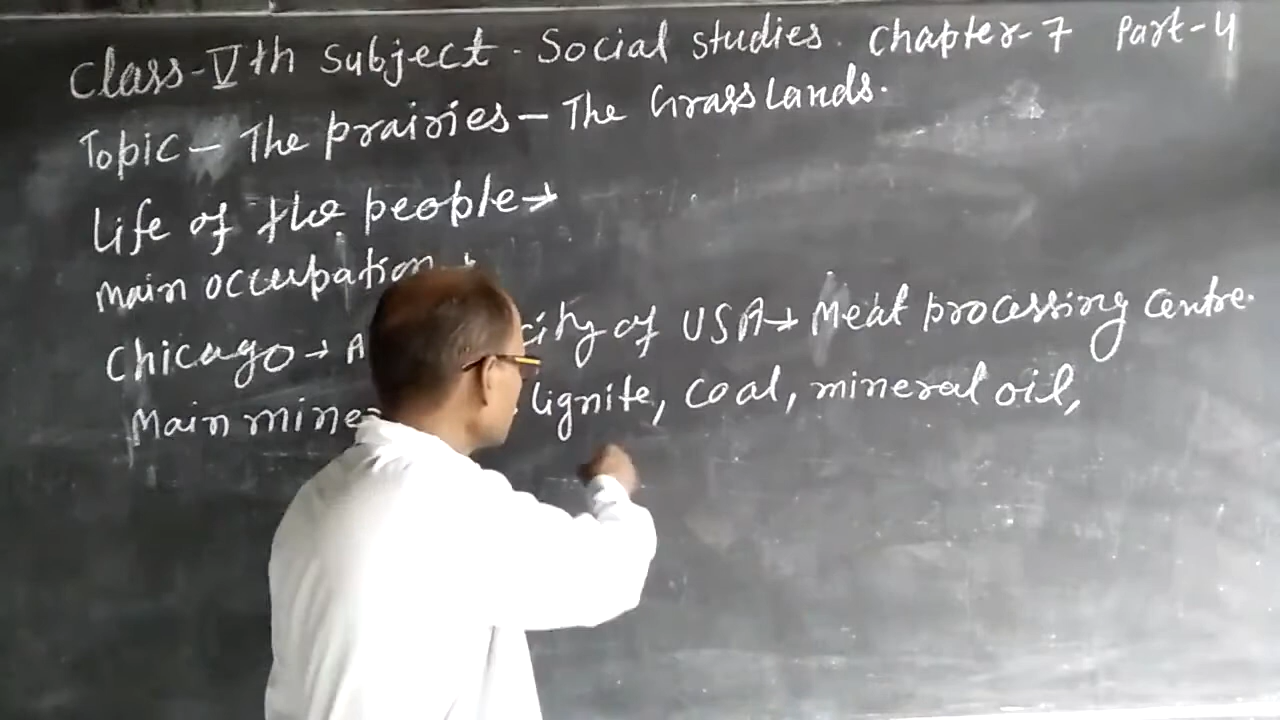 Class-Vth Subject - Social studies. Chapter-7 Part-4
Topic - The prairies - The GrassLands.
Life of the people →
Main occupation
Chicago → A city of USA → Meat processing centre.
Main lignite, coal, mineral oil,